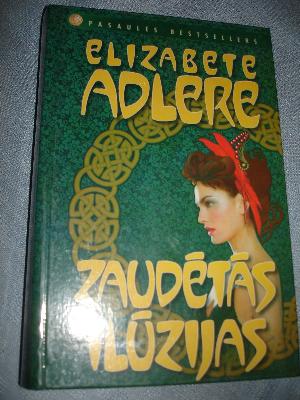 PASAULES BESTSELLERS
ELIZABETE
ADLERE
ZAUDĒTĀS
ILŪZIJAS